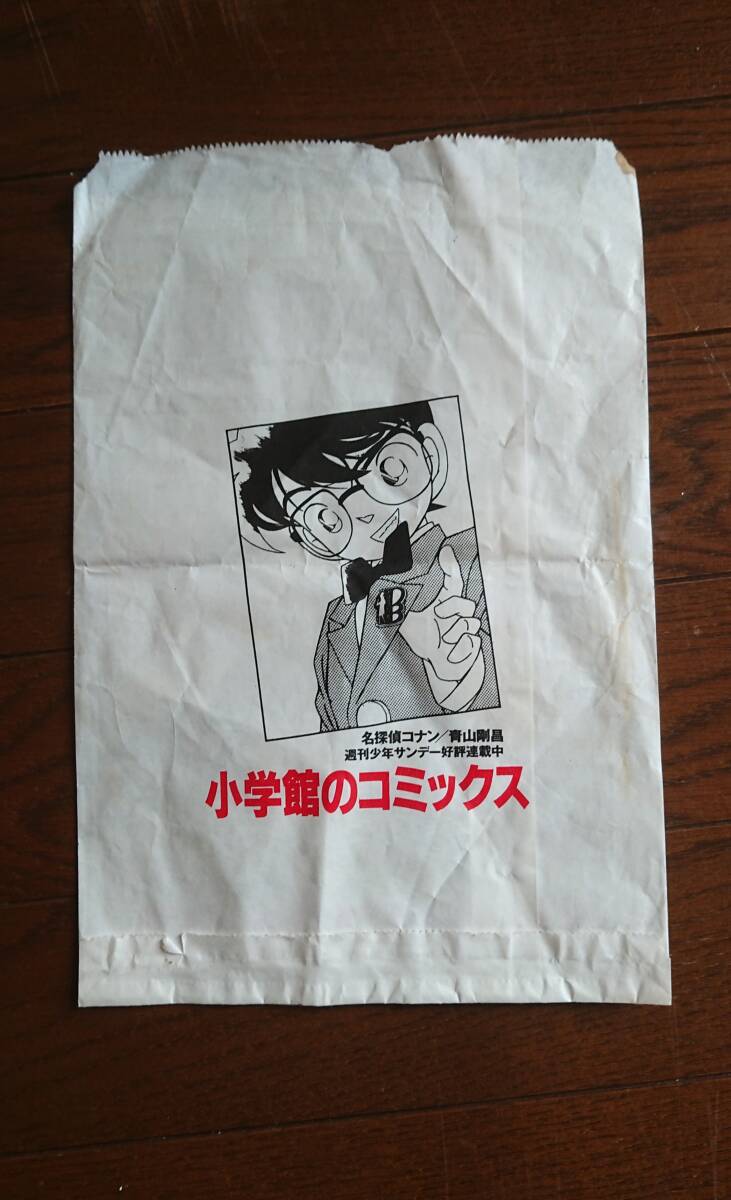 名探偵コナン/青山剛昌
週刊少年サンデー好評連載中
小学館のコミックス